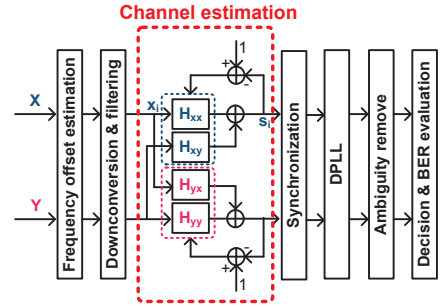 Channel estimation
X
Y
Frequency offset estimation
Downconversion & filtering
xi
Hxx
Hxy
Hyx
Hyy
1
+
-
si
-
+
1
Synchronization
DPLL
Ambiguity remove
Decision & BER evaluation